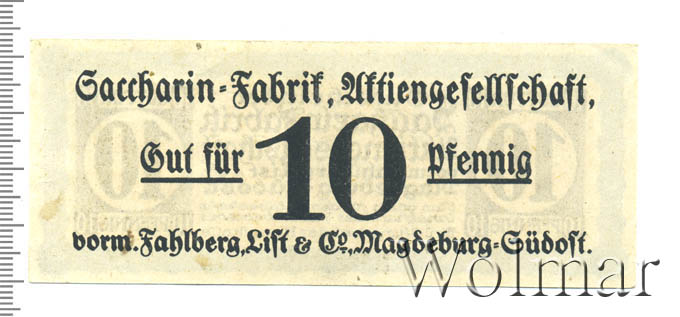 Saccharin-Fabrik, Aktiengesellschaft,
Gut für 10 Pfennig
vorm. Fahlberg, List & Co., Magdeburg-Südost.
Wolmar